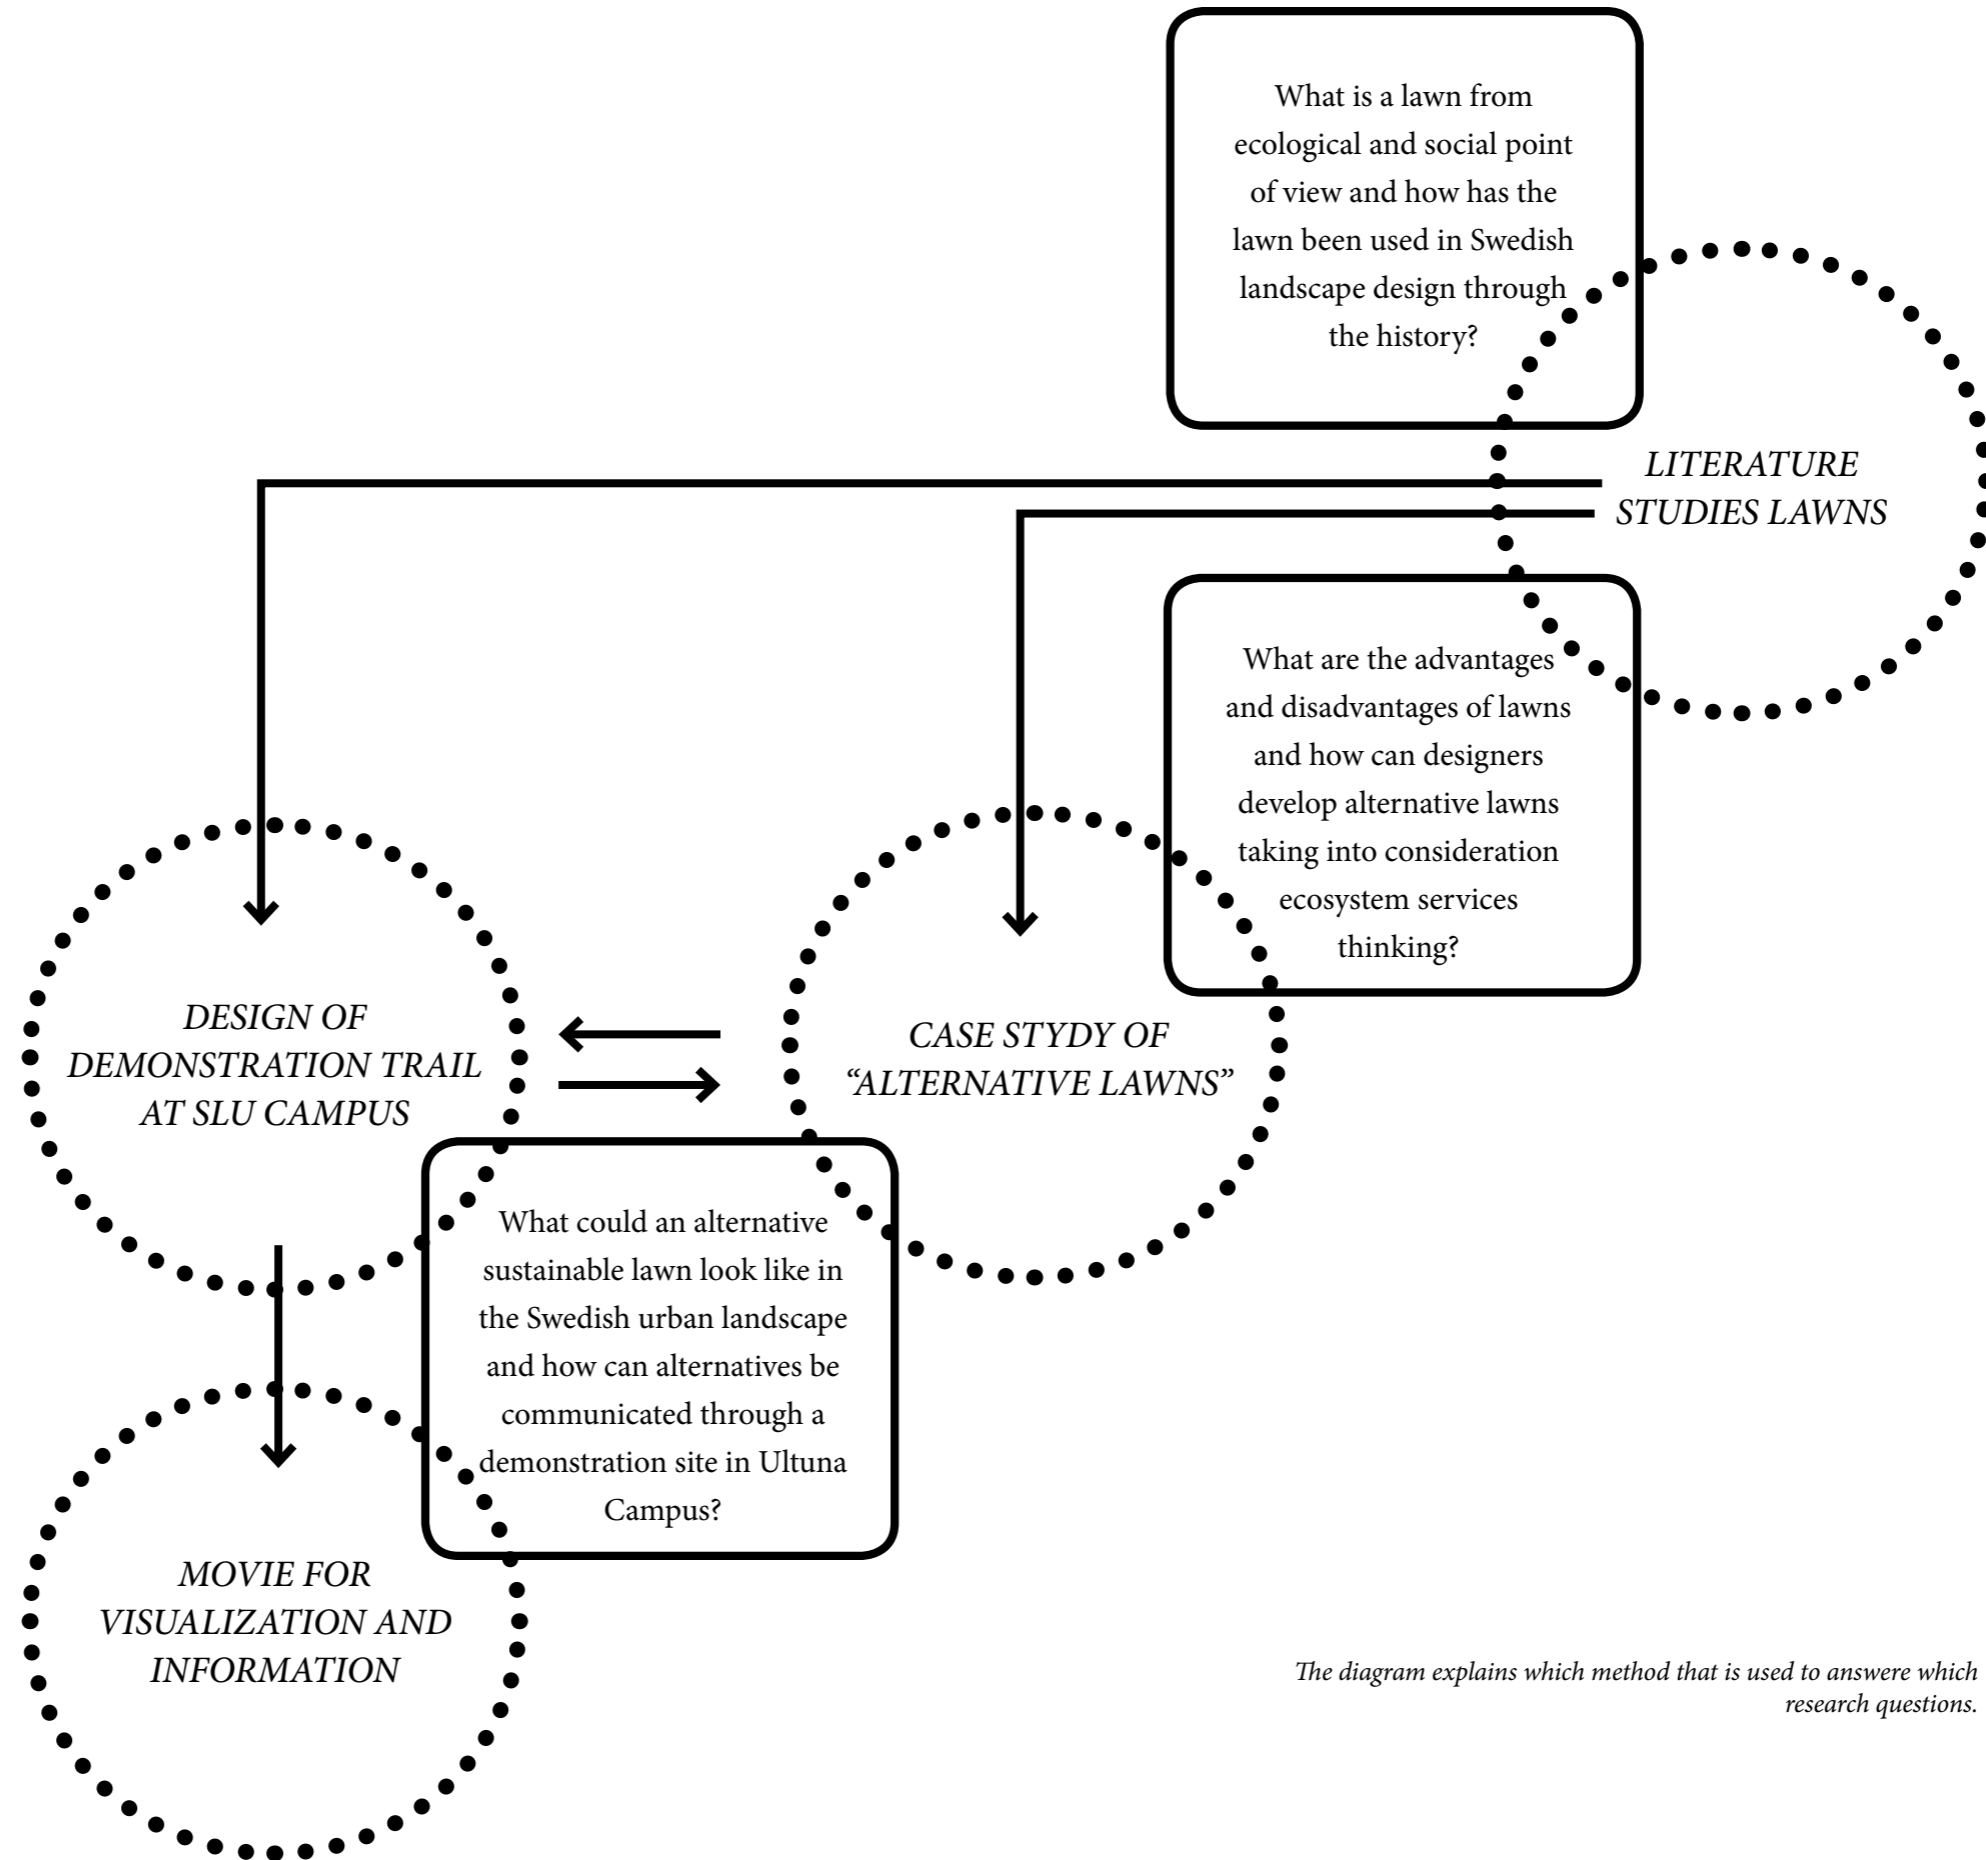 What is a lawn from
ecological and social point
of view and how has the
lawn been used in Swedish
landscape design through
the history?
LITERATURE
STUDIES LAWNS
What are the advantages
and disadvantages of lawns
and how can designers
develop alternative lawns
taking into consideration
ecosystem services
thinking?
DESIGN OF
DEMONSTRATION TRAIL
AT SLU CAMPUS
CASE STYDY OF
“ALTERNATIVE LAWNS”
What could an alternative
sustainable lawn look like in
the Swedish urban landscape
and how can alternatives be
communicated through a
demonstration site in Ultuna
Campus?
MOVIE FOR
VISUALIZATION AND
INFORMATION
The diagram explains which method that is used to answere which
research questions.